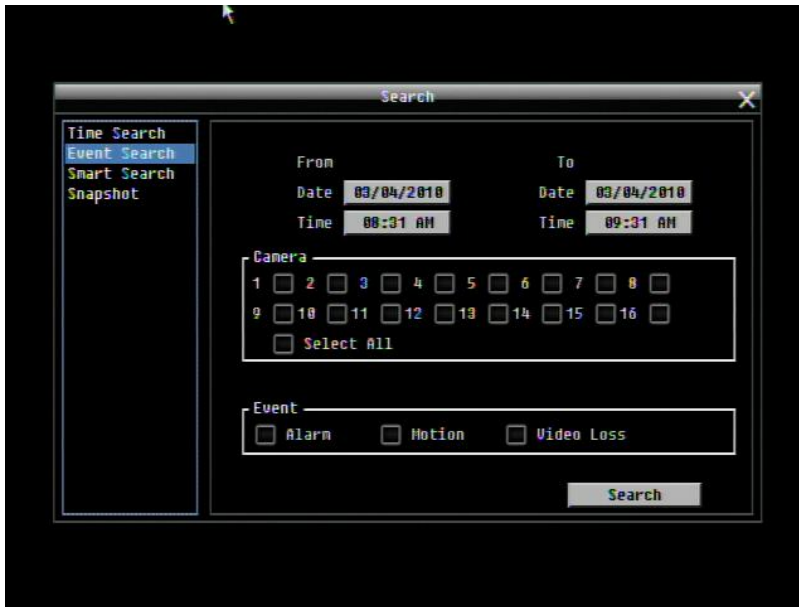 Search
Time Search
Event Search
Smart Search
Snapshot
From To
Date 03/04/2010 Date 03/04/2010
Time 08:31 AM Time 09:31 AM
Camera
1 2 3 4 5 6 7 8
9 10 11 12 13 14 15 16
Select All
Event
Alarm Motion Video Loss
Search